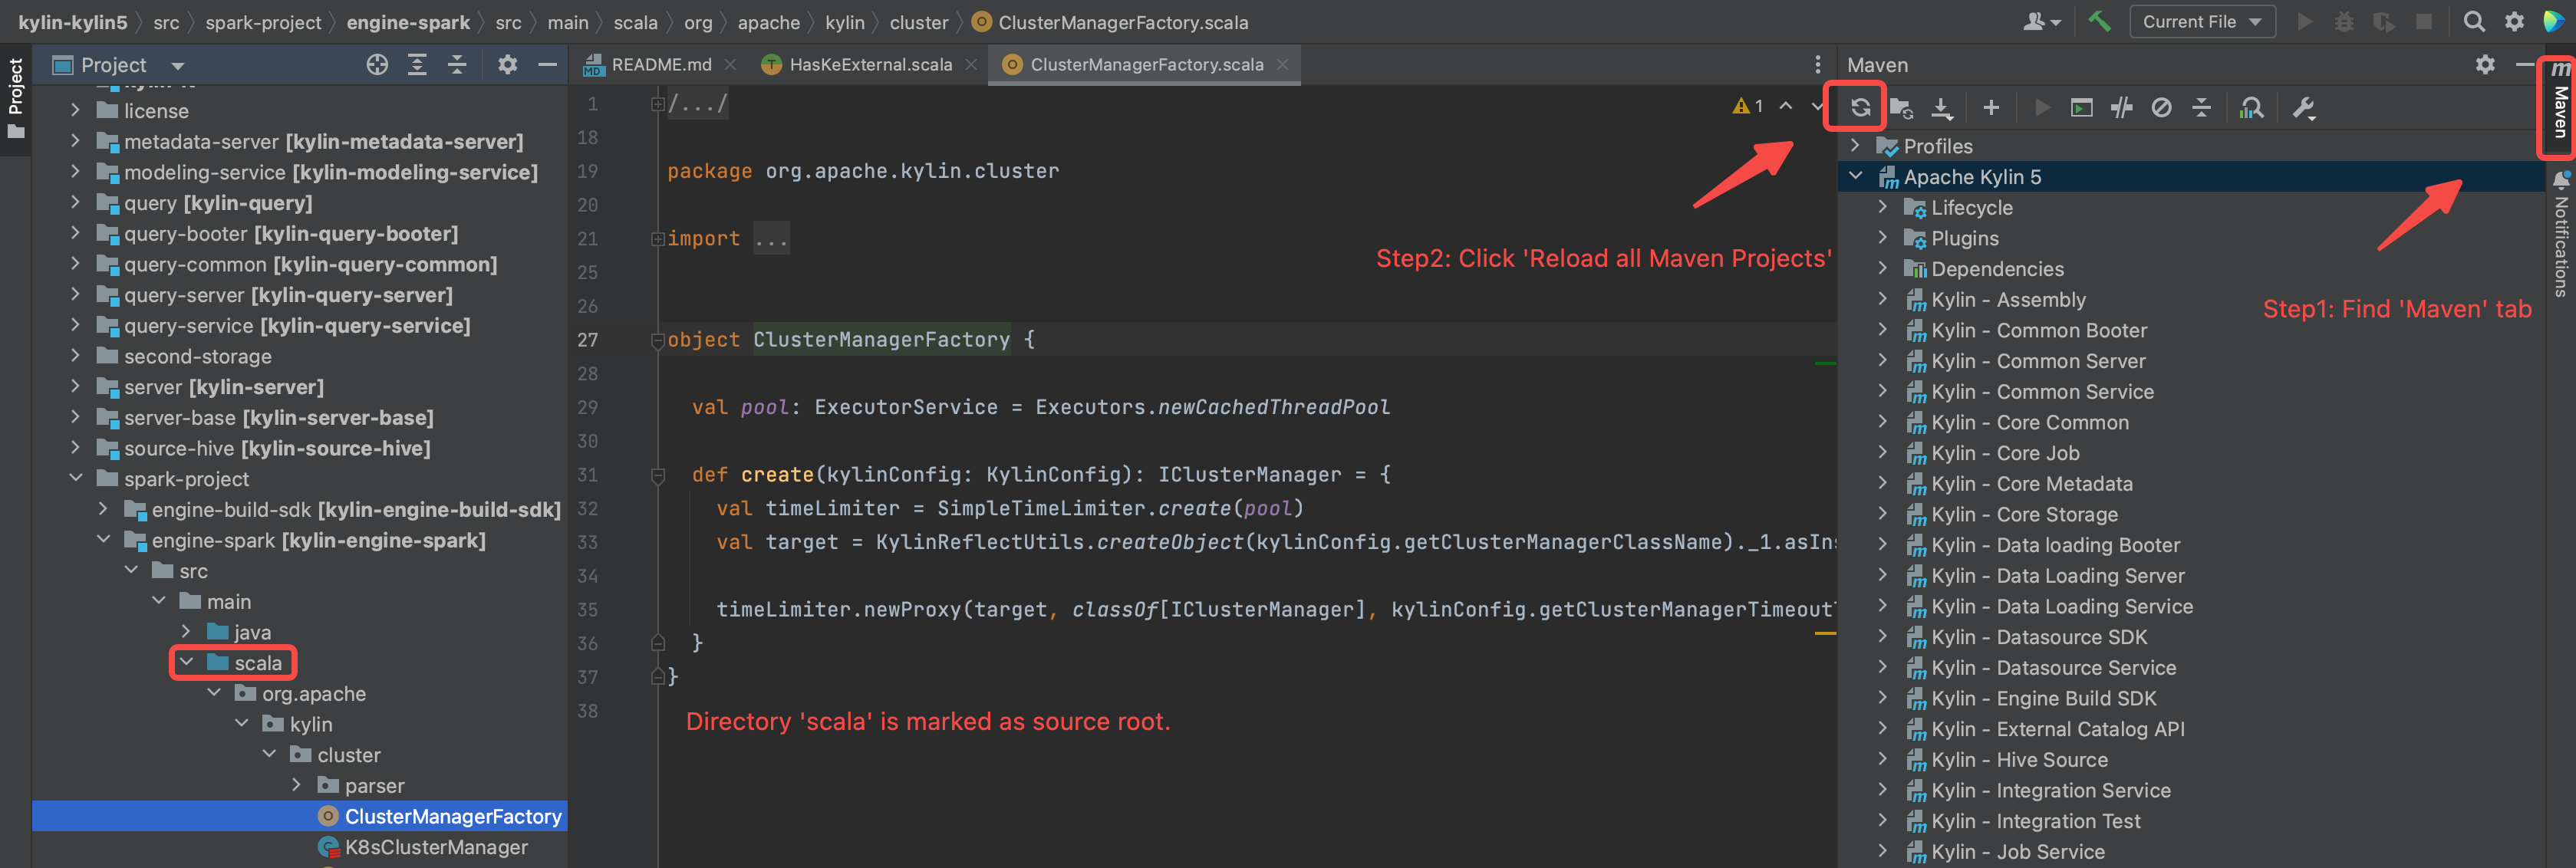 kylin-kylin5 src spark-project engine-spark src main scala org apache kylin cluster ClusterManagerFactory.scala
Current File
Project
Project
license
metadata-server [kylin-metadata-server]
modeling-service [kylin-modeling-service]
query [kylin-query]
query-booter [kylin-query-booter]
query-common [kylin-query-common]
query-server [kylin-query-server]
query-service [kylin-query-service]
second-storage
server [kylin-server]
server-base [kylin-server-base]
source-hive [kylin-source-hive]
spark-project
engine-build-sdk [kylin-engine-build-sdk]
engine-spark [kylin-engine-spark]
src
main
java
scala
org.apache
kylin
cluster
parser
ClusterManagerFactory
K8sClusterManager
README.md HasKeExternal.scala ClusterManagerFactory.scala
1 /.../
1
18
19 package org.apache.kylin.cluster
20
21 import ...
25
26
27 object ClusterManagerFactory {
28
29 val pool: ExecutorService = Executors.newCachedThreadPool
30
31 def create(kylinConfig: KylinConfig): IClusterManager = {
32 val timeLimiter = SimpleTimeLimiter.create(pool)
33 val target = KylinReflectUtils.createObject(kylinConfig.getClusterManagerClassName)._1.asIns
34
35 timeLimiter.newProxy(target, classOf[IClusterManager], kylinConfig.getClusterManagerTimeout
36 }
37 }
38
Step2: Click 'Reload all Maven Projects'
Directory 'scala' is marked as source root.
Maven
Profiles
Apache Kylin 5
Lifecycle
Plugins
Dependencies
Kylin - Assembly
Kylin - Common Booter
Kylin - Common Server
Kylin - Common Service
Kylin - Core Common
Kylin - Core Job
Kylin - Core Metadata
Kylin - Core Storage
Kylin - Data loading Booter
Kylin - Data Loading Server
Kylin - Data Loading Service
Kylin - Datasource SDK
Kylin - Datasource Service
Kylin - Engine Build SDK
Kylin - External Catalog API
Kylin - Hive Source
Kylin - Integration Service
Kylin - Integration Test
Kylin - Job Service
Step1: Find 'Maven' tab
Maven
Notifications